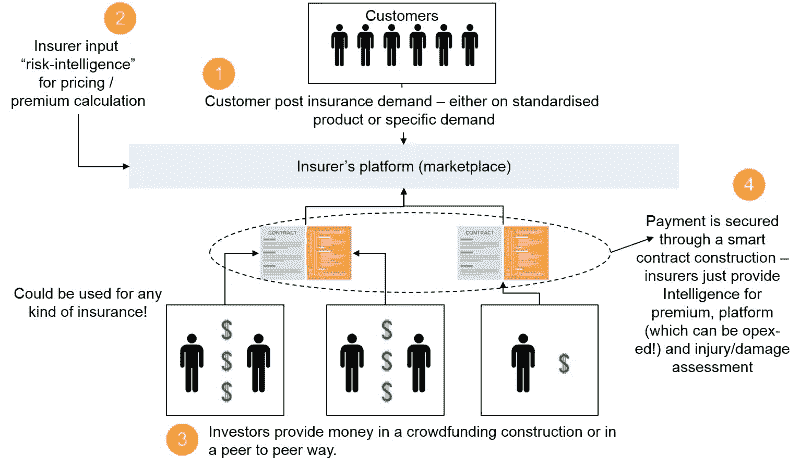 Customers
2
Insurer input
“risk-intelligence”
for pricing /
premium calculation
1
Customer post insurance demand – either on standardised
product or specific demand
Insurer’s platform (marketplace)
4
Payment is secured
through a smart
contract construction –
insurers just provide
Intelligence for
premium, platform
(which can be opex-
ed!) and injury/damage
assessment
CONTRACT
CONTRACT
Could be used for any
kind of insurance!
$
$
$
$
$
$
$
3
Investors provide money in a crowdfunding construction or in
a peer to peer way.